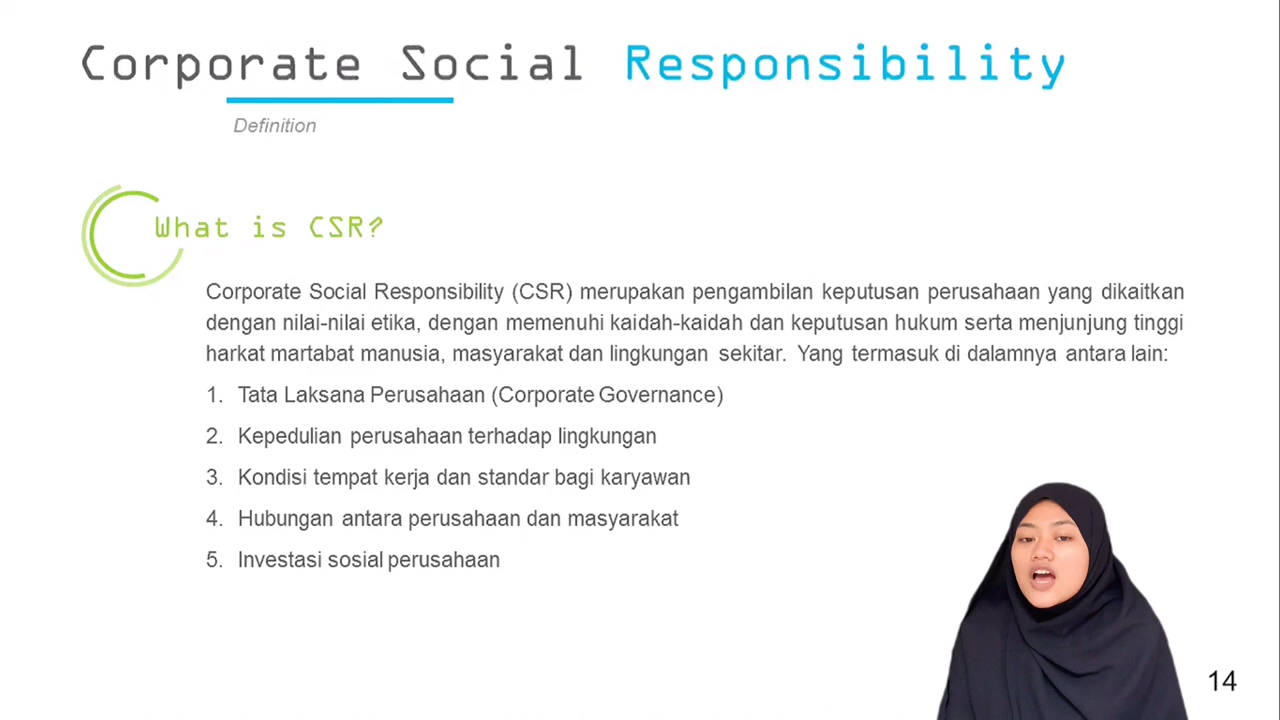 Corporate Social Responsibility
Definition
What is CSR?
Corporate Social Responsibility (CSR) merupakan pengambilan keputusan perusahaan yang dikaitkan
dengan nilai-nilai etika, dengan memenuhi kaidah-kaidah dan keputusan hukum serta menjunjung tinggi
harkat martabat manusia, masyarakat dan lingkungan sekitar. Yang termasuk di dalamnya antara lain:
1. Tata Laksana Perusahaan (Corporate Governance)
2. Kepedulian perusahaan terhadap lingkungan
3. Kondisi tempat kerja dan standar bagi karyawan
4. Hubungan antara perusahaan dan masyarakat
5. Investasi sosial perusahaan
14